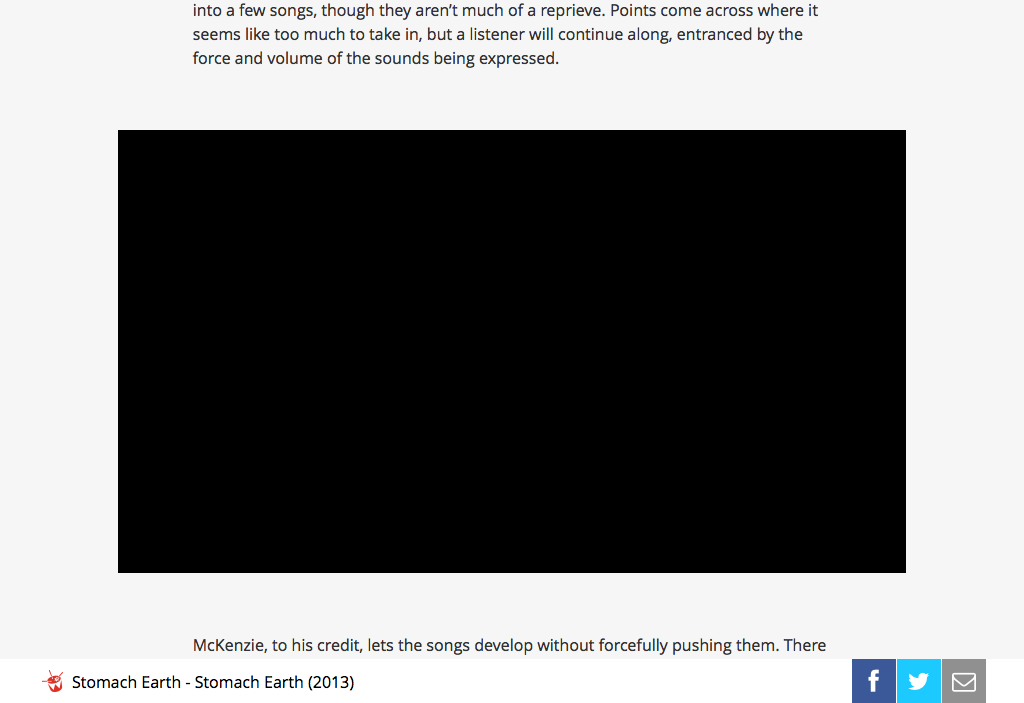 into a few songs, though they aren’t much of a reprieve. Points come across where it
seems like too much to take in, but a listener will continue along, entranced by the
force and volume of the sounds being expressed.
McKenzie, to his credit, lets the songs develop without forcefully pushing them. There
Stomach Earth - Stomach Earth (2013)